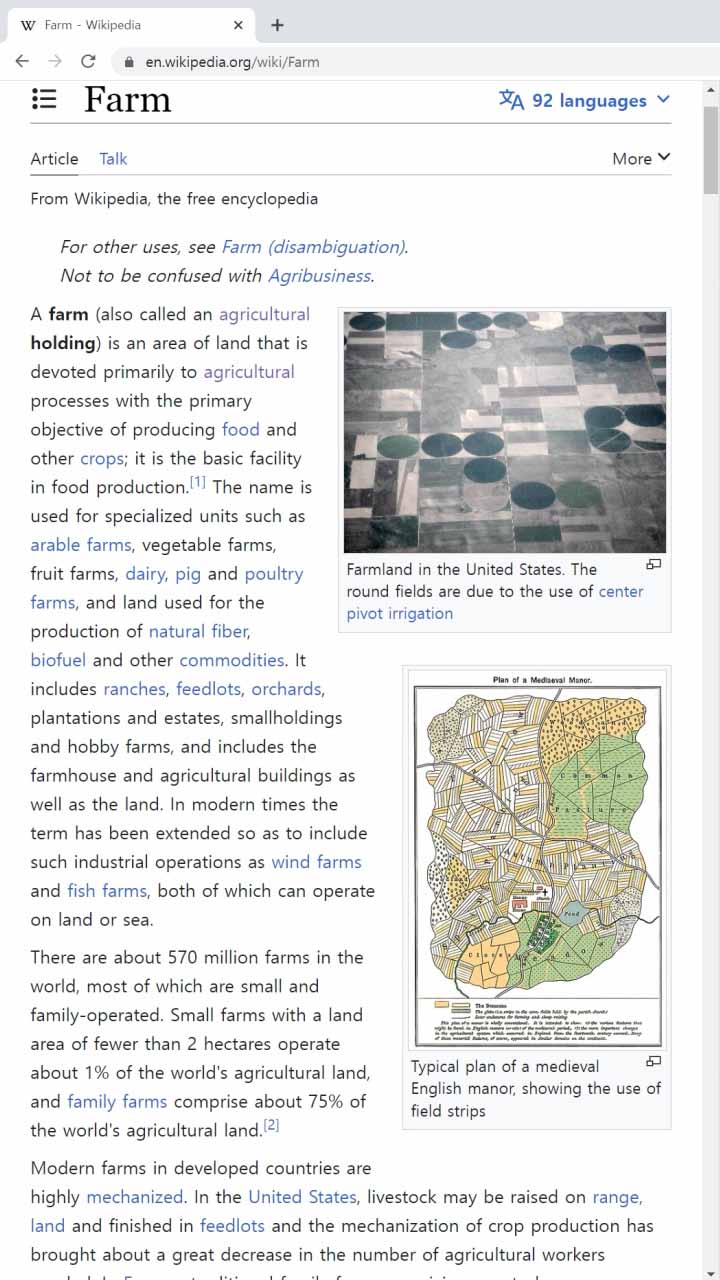 Farm - Wikipedia
en.wikipedia.org/wiki/Farm
Farm
92 languages
Article Talk More
From Wikipedia, the free encyclopedia
For other uses, see Farm (disambiguation).
Not to be confused with Agribusiness.
A farm (also called an agricultural
holding) is an area of land that is
devoted primarily to agricultural
processes with the primary
objective of producing food and
other crops; it is the basic facility
in food production.[1] The name is
used for specialized units such as
arable farms, vegetable farms,
fruit farms, dairy, pig and poultry
farms, and land used for the
production of natural fiber,
biofuel and other commodities. It
includes ranches, feedlots, orchards,
plantations and estates, smallholdings
and hobby farms, and includes the
farmhouse and agricultural buildings as
well as the land. In modern times the
term has been extended so as to include
such industrial operations as wind farms
and fish farms, both of which can operate
on land or sea.
Farmland in the United States. The
round fields are due to the use of center
pivot irrigation
Plan of a Mediaeval Manor.
Common
Pasture
Autumn Planting
Pond
Close
The Demesne
Typical plan of a medieval
English manor, showing the use of
field strips
There are about 570 million farms in the
world, most of which are small and
family-operated. Small farms with a land
area of fewer than 2 hectares operate
about 1% of the world's agricultural land,
and family farms comprise about 75% of
the world's agricultural land.[2]
Modern farms in developed countries are
highly mechanized. In the United States, livestock may be raised on range,
land and finished in feedlots and the mechanization of crop production has
brought about a great decrease in the number of agricultural workers